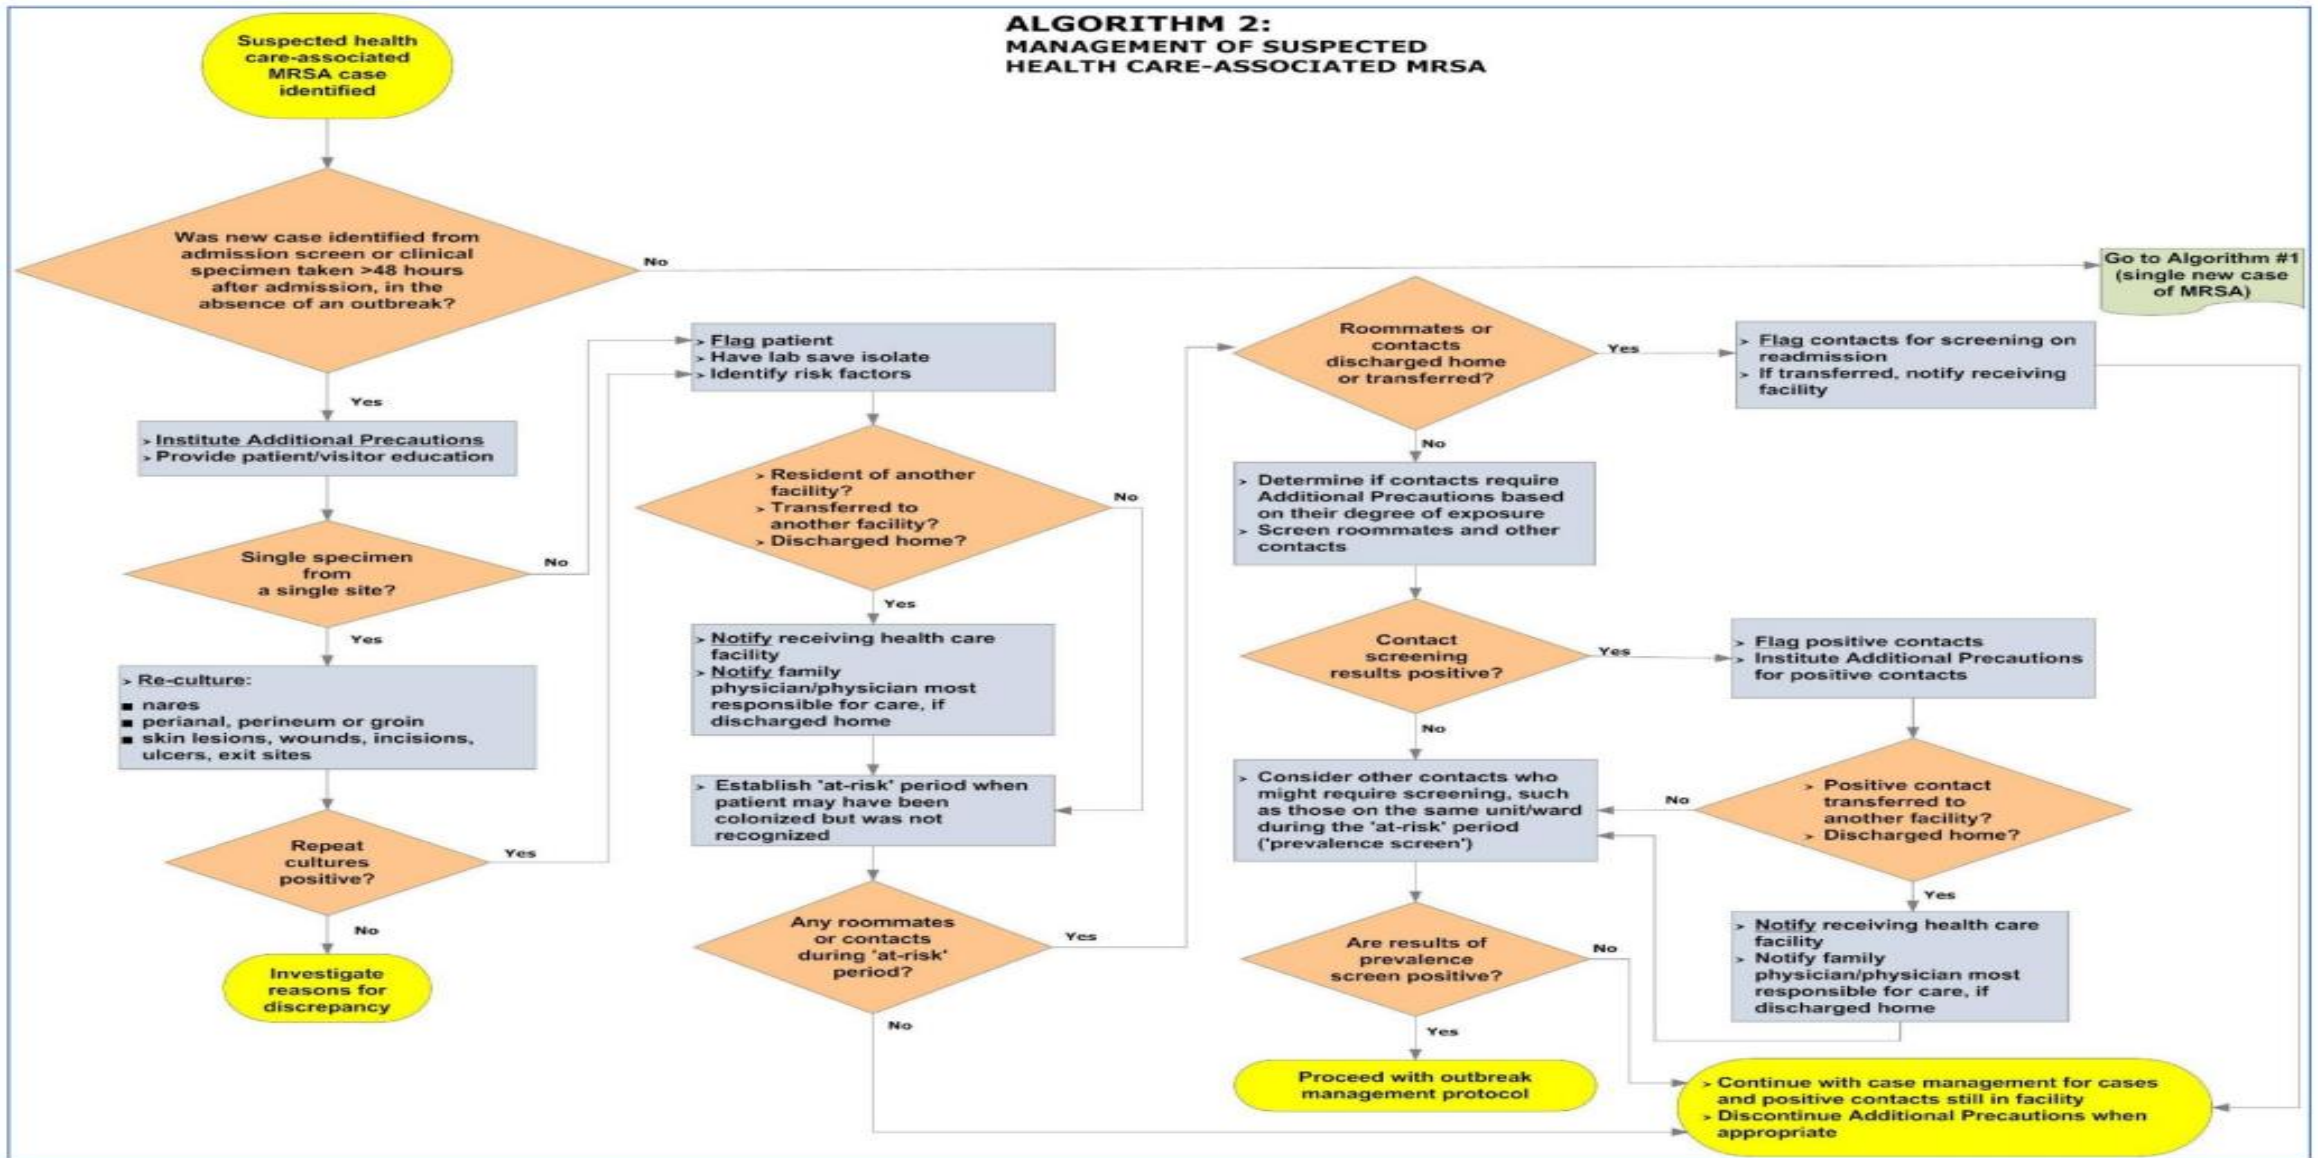 ALGORITHM 2:
MANAGEMENT OF SUSPECTED
HEALTH CARE-ASSOCIATED MRSA
Suspected health
care-associated
MRSA case
identified
Was new case identified from
admission screen or clinical
specimen taken >48 hours
after admission, in the
absence of an outbreak?
No
Go to Algorithm #1
(single new case
of MRSA)
Yes
> Institute Additional Precautions
> Provide patient/visitor education
Single specimen
from
a single site?
No
Yes
> Re-culture:
■ nares
■ perianal, perineum or groin
■ skin lesions, wounds, incisions,
ulcers, exit sites
Repeat
cultures
positive?
Yes
No
Investigate
reasons for
discrepancy
> Flag patient
> Have lab save isolate
> Identify risk factors
> Resident of another
facility?
> Transferred to
another facility?
> Discharged home?
No
Yes
> Notify receiving health care
facility
> Notify family
physician/physician most
responsible for care, if
discharged home
> Establish 'at-risk' period when
patient may have been
colonized but was not
recognized
Any roommates
or contacts
during 'at-risk'
period?
Yes
No
Roommates or
contacts
discharged home
or transferred?
Yes
> Flag contacts for screening on
readmission
> If transferred, notify receiving
facility
No
> Determine if contacts require
Additional Precautions based
on their degree of exposure
> Screen roommates and other
contacts
Contact
screening
results positive?
Yes
> Flag positive contacts
> Institute Additional Precautions
for positive contacts
No
> Consider other contacts who
might require screening, such
as those on the same unit/ward
during the 'at-risk' period
('prevalence screen')
No
> Positive contact
transferred to
another facility?
> Discharged home?
Yes
> Notify receiving health care
facility
> Notify family
physician/physician most
responsible for care, if
discharged home
Are results of
prevalence
screen positive?
No
Yes
Proceed with outbreak
management protocol
> Continue with case management for cases
and positive contacts still in facility
> Discontinue Additional Precautions when
appropriate